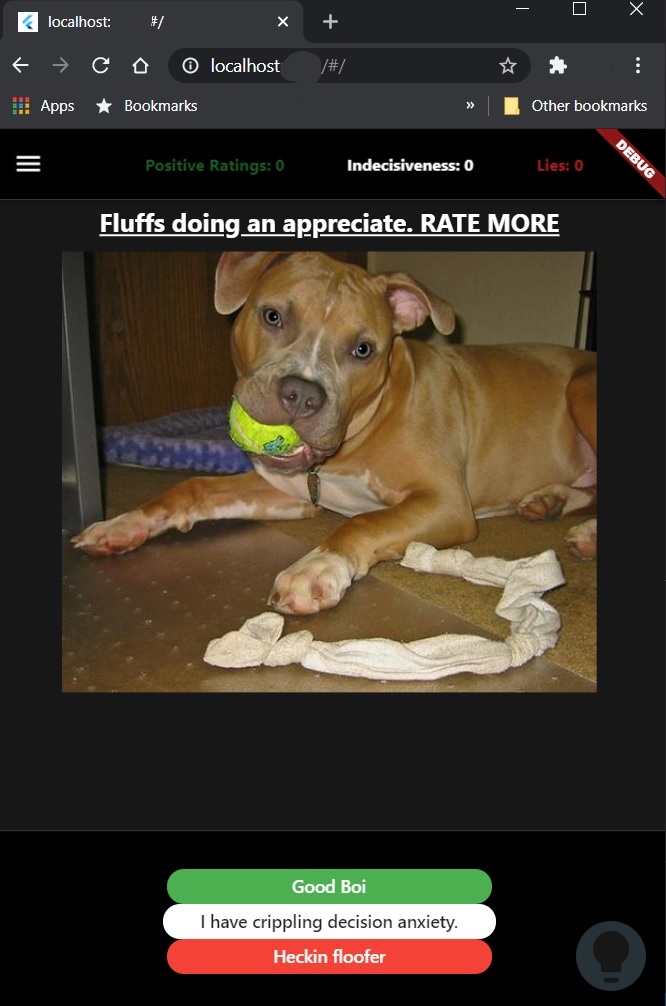 localhost: #/
localhost: /#/
Apps Bookmarks » Other bookmarks
Positive Ratings: 0 Indecisiveness: 0 Lies: 0 DEBUG
Fluffs doing an appreciate. RATE MORE
Good Boi
I have crippling decision anxiety.
Heckin floofer